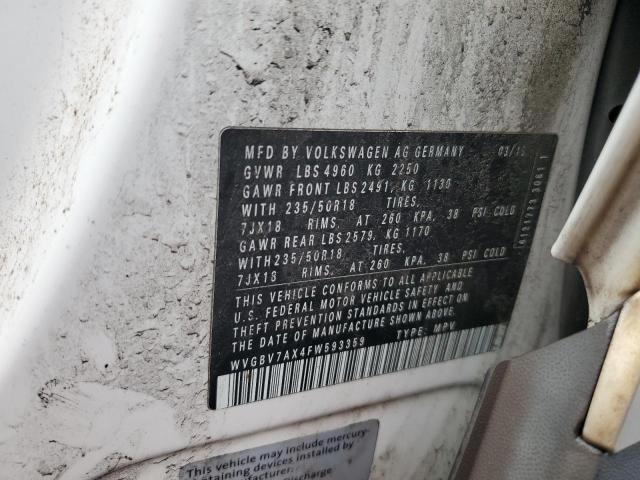 MFD BY VOLKSWAGEN AG GERMANY 03/15
GVWR LBS 4960 KG 2250
GAWR FRONT LBS 2491, KG 1130
WITH 235/50R18 TIRES.
7JX18 RIMS, AT 260 KPA, 38 PSI COLD
GAWR REAR LBS 2579, KG 1170
WITH 235/50R18 TIRES.
7JX18 RIMS, AT 260 KPA, 38 PSI COLD
THIS VEHICLE CONFORMS TO ALL APPLICABLE
U.S. FEDERAL MOTOR VEHICLE SAFETY AND
THEFT PREVENTION STANDARDS IN EFFECT ON
THE DATE OF MANUFACTURE SHOWN ABOVE.
WVGBV7AX4FW593359 TYPE: MPV
This vehicle may include mercury-
containing devices installed by